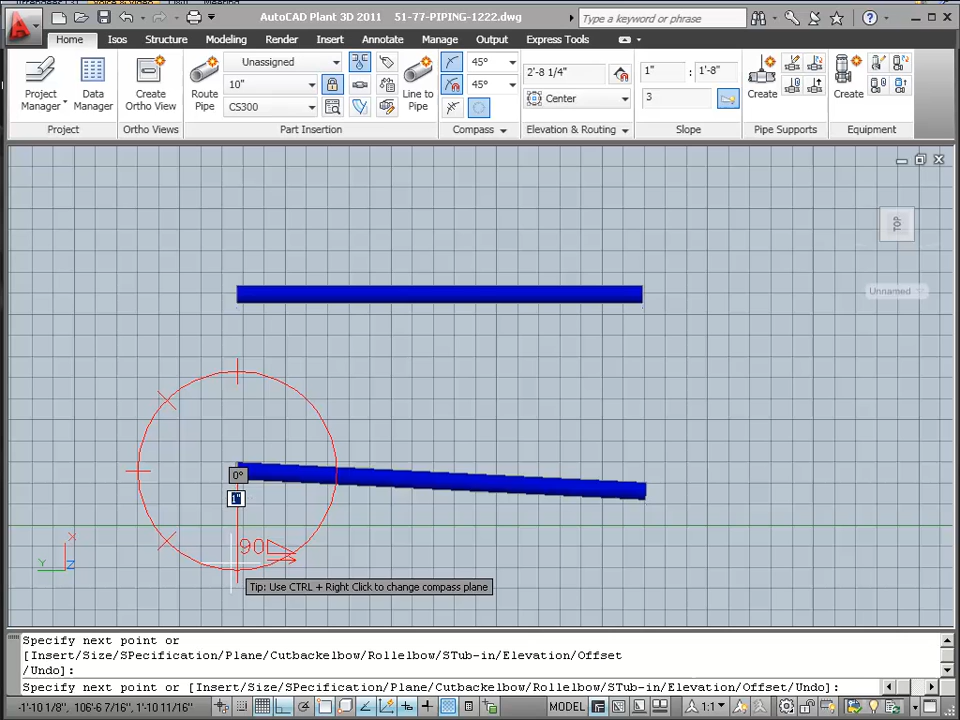 AutoCAD Plant 3D 2011 51-77-PIPING-1222.dwg
Type a keyword or phrase
Home Isos Structure Modeling Render Insert Annotate Manage Output Express Tools
Unassigned
10"
CS300
Project Manager
Data Manager
Create Ortho View
Route Pipe
Line to Pipe
45°
45°
2'-8 1/4"
Center
1" : 1'-8"
3
Create
Create
Project Ortho Views Part Insertion Compass Elevation & Routing Slope Pipe Supports Equipment
TOP
Unnamed
0°
1"
90
X
Y
Z
Tip: Use CTRL + Right Click to change compass plane
Specify next point or
[Insert/Size/SPecification/Plane/Cutbackelbow/Rollelbow/STub-in/Elevation/Offset
/Undo]:
Specify next point or [Insert/Size/SPecification/Plane/Cutbackelbow/Rollelbow/STub-in/Elevation/Offset/Undo]:
-1'-10 1/8", 106'-6 7/16", 1'-10 11/16"
MODEL
1:1